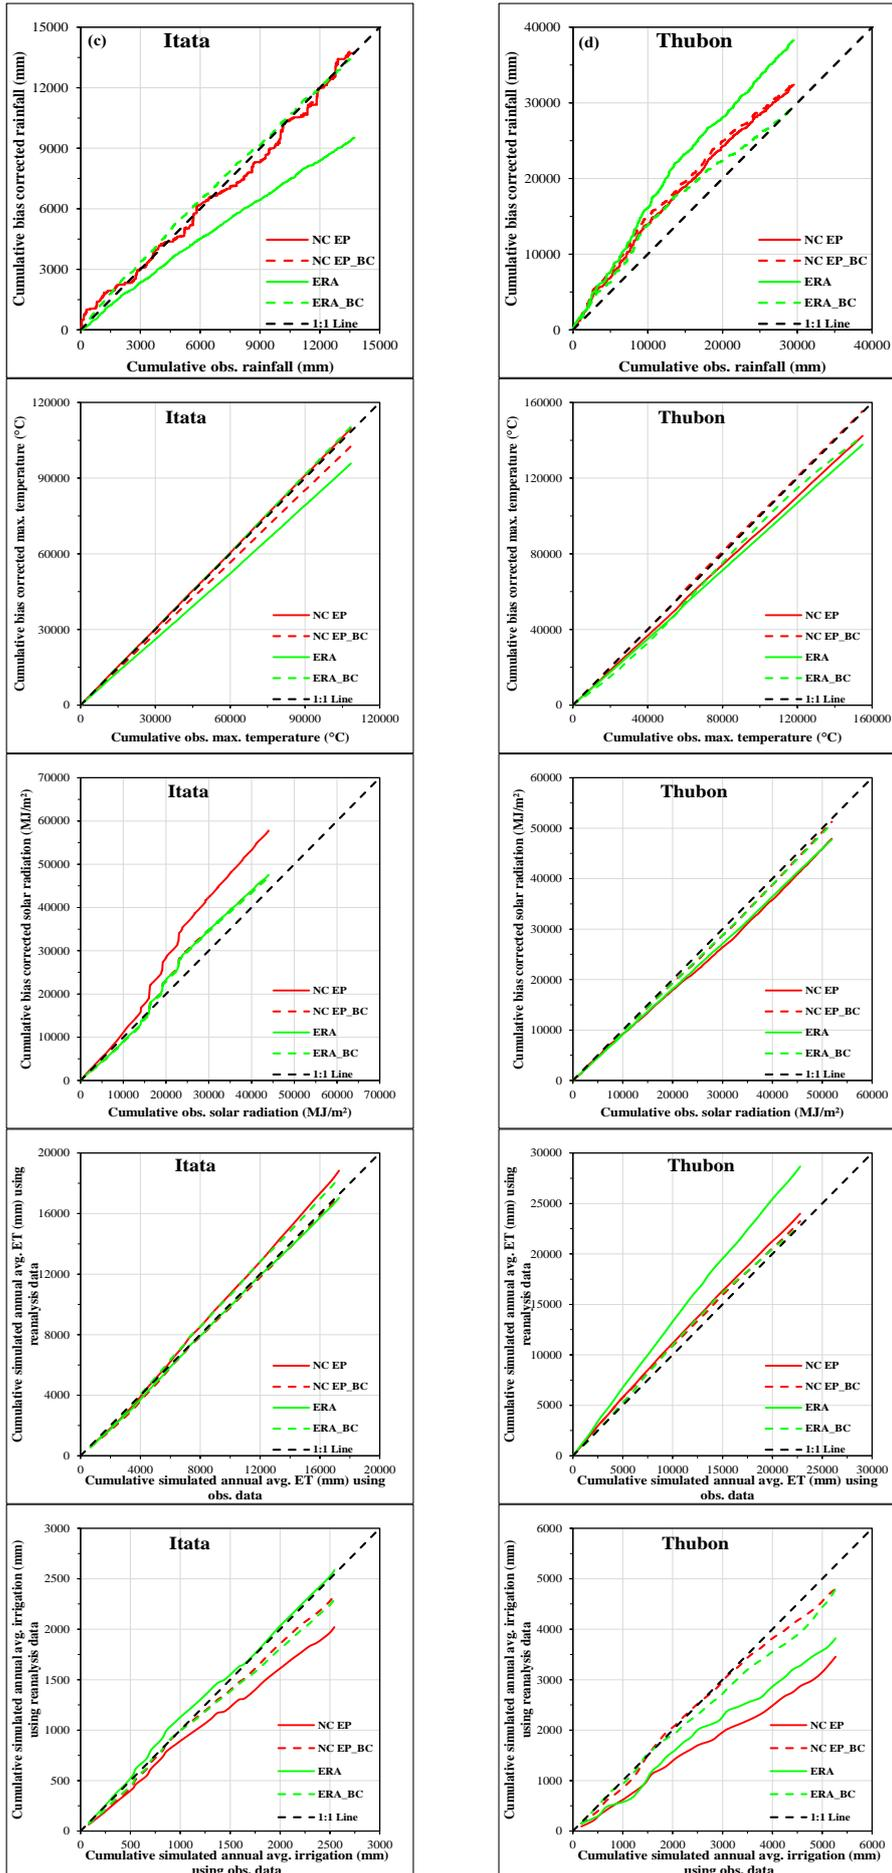 (c)
Itata
Cumulative bias corrected rainfall (mm)
15000
12000
9000
6000
3000
0
NC EP
NC EP_BC
ERA
ERA_BC
1:1 Line
0 3000 6000 9000 12000 15000
Cumulative obs. rainfall (mm)
(d)
Thubon
Cumulative bias corrected rainfall (mm)
40000
30000
20000
10000
0
NC EP
NC EP_BC
ERA
ERA_BC
1:1 Line
0 10000 20000 30000 40000
Cumulative obs. rainfall (mm)
Itata
Cumulative bias corrected max. temperature (°C)
120000
90000
60000
30000
0
NC EP
NC EP_BC
ERA
ERA_BC
1:1 Line
0 30000 60000 90000 120000
Cumulative obs. max. temperature (°C)
Thubon
Cumulative bias corrected max. temperature (°C)
160000
120000
80000
40000
0
NC EP
NC EP_BC
ERA
ERA_BC
1:1 Line
0 40000 80000 120000 160000
Cumulative obs. max. temperature (°C)
Itata
Cumulative bias corrected solar radiation (MJ/m²)
70000
60000
50000
40000
30000
20000
10000
0
NC EP
NC EP_BC
ERA
ERA_BC
1:1 Line
0 10000 20000 30000 40000 50000 60000 70000
Cumulative obs. solar radiation (MJ/m²)
Thubon
Cumulative bias corrected solar radiation (MJ/m²)
60000
50000
40000
30000
20000
10000
0
NC EP
NC EP_BC
ERA
ERA_BC
1:1 Line
0 10000 20000 30000 40000 50000 60000
Cumulative obs. solar radiation (MJ/m²)
Itata
Cumulative simulated annual avg. ET (mm) using
reanalysis data
20000
16000
12000
8000
4000
0
NC EP
NC EP_BC
ERA
ERA_BC
1:1 Line
0 4000 8000 12000 16000 20000
Cumulative simulated annual avg. ET (mm) using
obs. data
Thubon
Cumulative simulated annual avg. ET (mm) using
reanalysis data
30000
25000
20000
15000
10000
5000
0
NC EP
NC EP_BC
ERA
ERA_BC
1:1 Line
0 5000 10000 15000 20000 25000 30000
Cumulative simulated annual avg. ET (mm) using
obs. data
Itata
Cumulative simulated annual avg. irrigation (mm)
using reanalysis data
3000
2500
2000
1500
1000
500
0
NC EP
NC EP_BC
ERA
ERA_BC
1:1 Line
0 500 1000 1500 2000 2500 3000
Cumulative simulated annual avg. irrigation (mm)
using obs. data
Thubon
Cumulative simulated annual avg. irrigation (mm)
using reanalysis data
6000
5000
4000
3000
2000
1000
0
NC EP
NC EP_BC
ERA
ERA_BC
1:1 Line
0 1000 2000 3000 4000 5000 6000
Cumulative simulated annual avg. irrigation (mm)
using obs. data